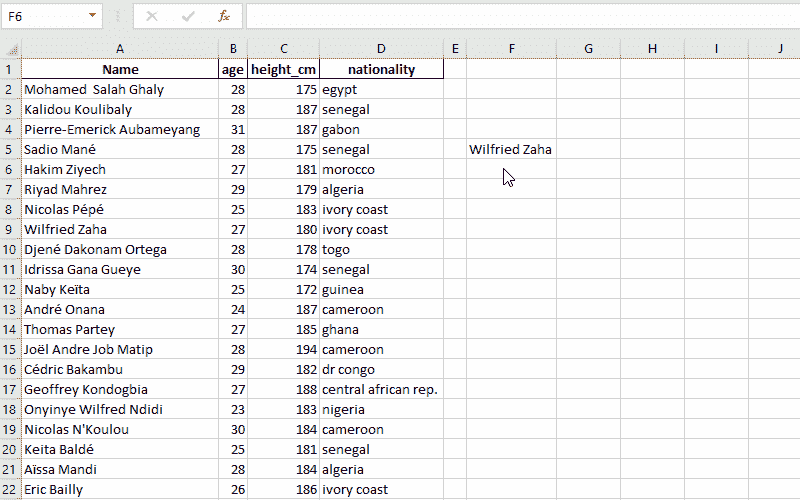 F6 fx
A B C D E F G H I J
1 Name age height_cm nationality
2 Mohamed  Salah Ghaly 28 175 egypt
3 Kalidou Koulibaly 28 187 senegal
4 Pierre-Emerick Aubameyang 31 187 gabon
5 Sadio Mané 28 175 senegal Wilfried Zaha
6 Hakim Ziyech 27 181 morocco
7 Riyad Mahrez 29 179 algeria
8 Nicolas Pépé 25 183 ivory coast
9 Wilfried Zaha 27 180 ivory coast
10 Djené Dakonam Ortega 28 178 togo
11 Idrissa Gana Gueye 30 174 senegal
12 Naby Keïta 25 172 guinea
13 André Onana 24 187 cameroon
14 Thomas Partey 27 185 ghana
15 Joël Andre Job Matip 28 194 cameroon
16 Cédric Bakambu 29 182 dr congo
17 Geoffrey Kondogbia 27 188 central african rep.
18 Onyinye Wilfred Ndidi 23 183 nigeria
19 Nicolas N'Koulou 30 184 cameroon
20 Keita Baldé 25 181 senegal
21 Aïssa Mandi 28 184 algeria
22 Eric Bailly 26 186 ivory coast